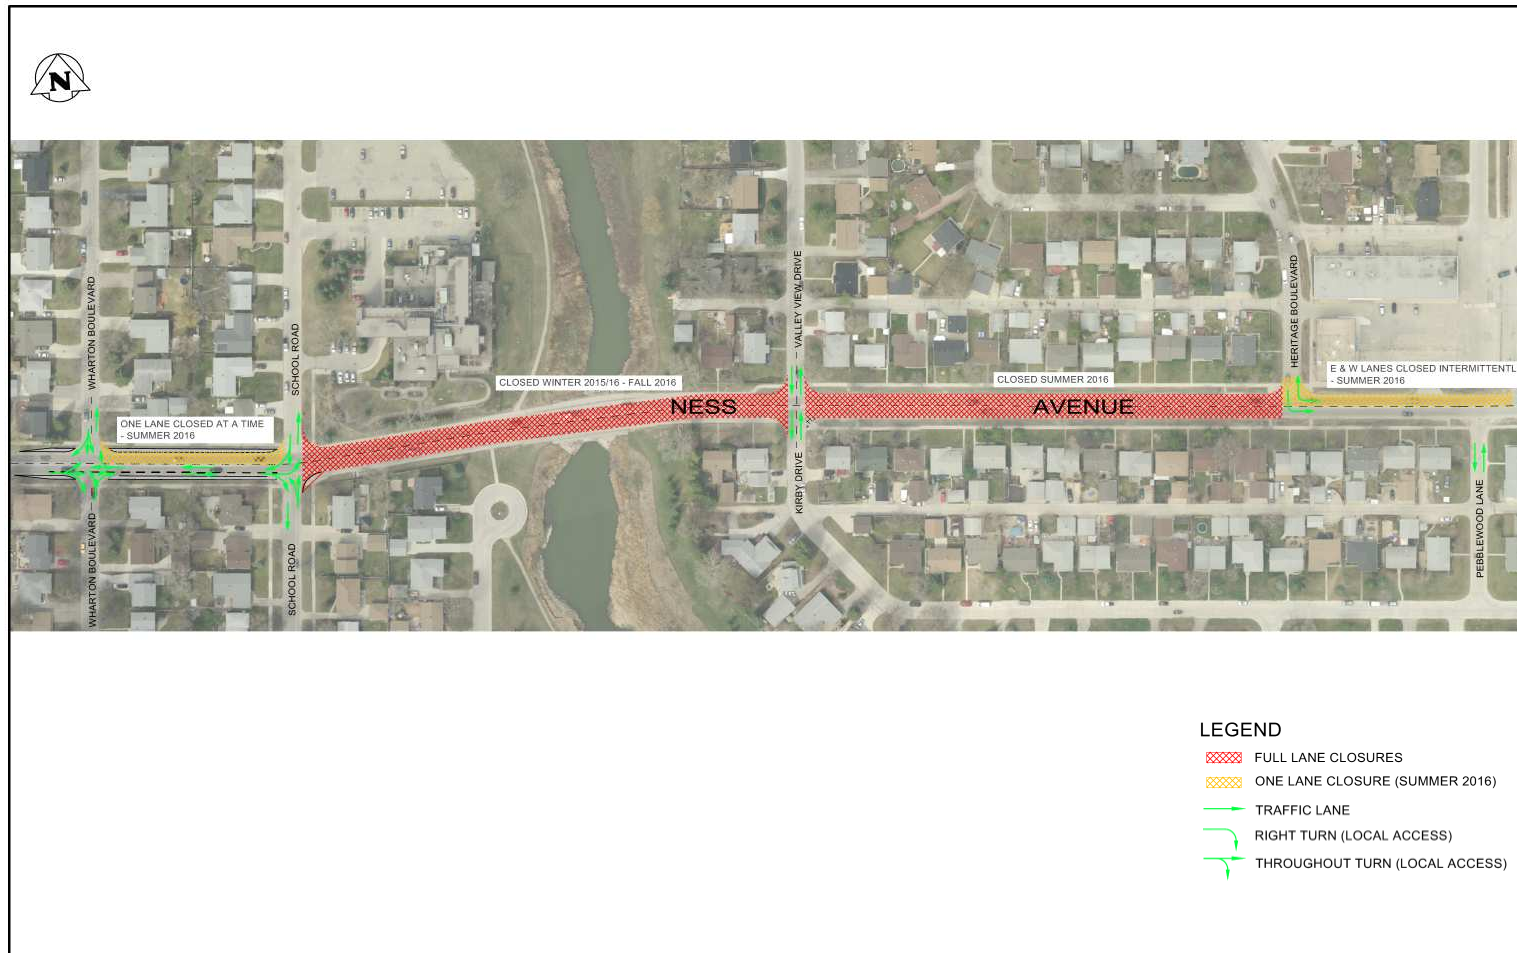 N
WHARTON BOULEVARD
SCHOOL ROAD
VALLEY VIEW DRIVE
HERITAGE BOULEVARD
CLOSED WINTER 2015/16 - FALL 2016
CLOSED SUMMER 2016
E & W LANES CLOSED INTERMITTENTL
- SUMMER 2016
NESS
AVENUE
ONE LANE CLOSED AT A TIME
- SUMMER 2016
WHARTON BOULEVARD
SCHOOL ROAD
KIRBY DRIVE
PEBBLEWOOD LANE
LEGEND
FULL LANE CLOSURES
ONE LANE CLOSURE (SUMMER 2016)
TRAFFIC LANE
RIGHT TURN (LOCAL ACCESS)
THROUGHOUT TURN (LOCAL ACCESS)